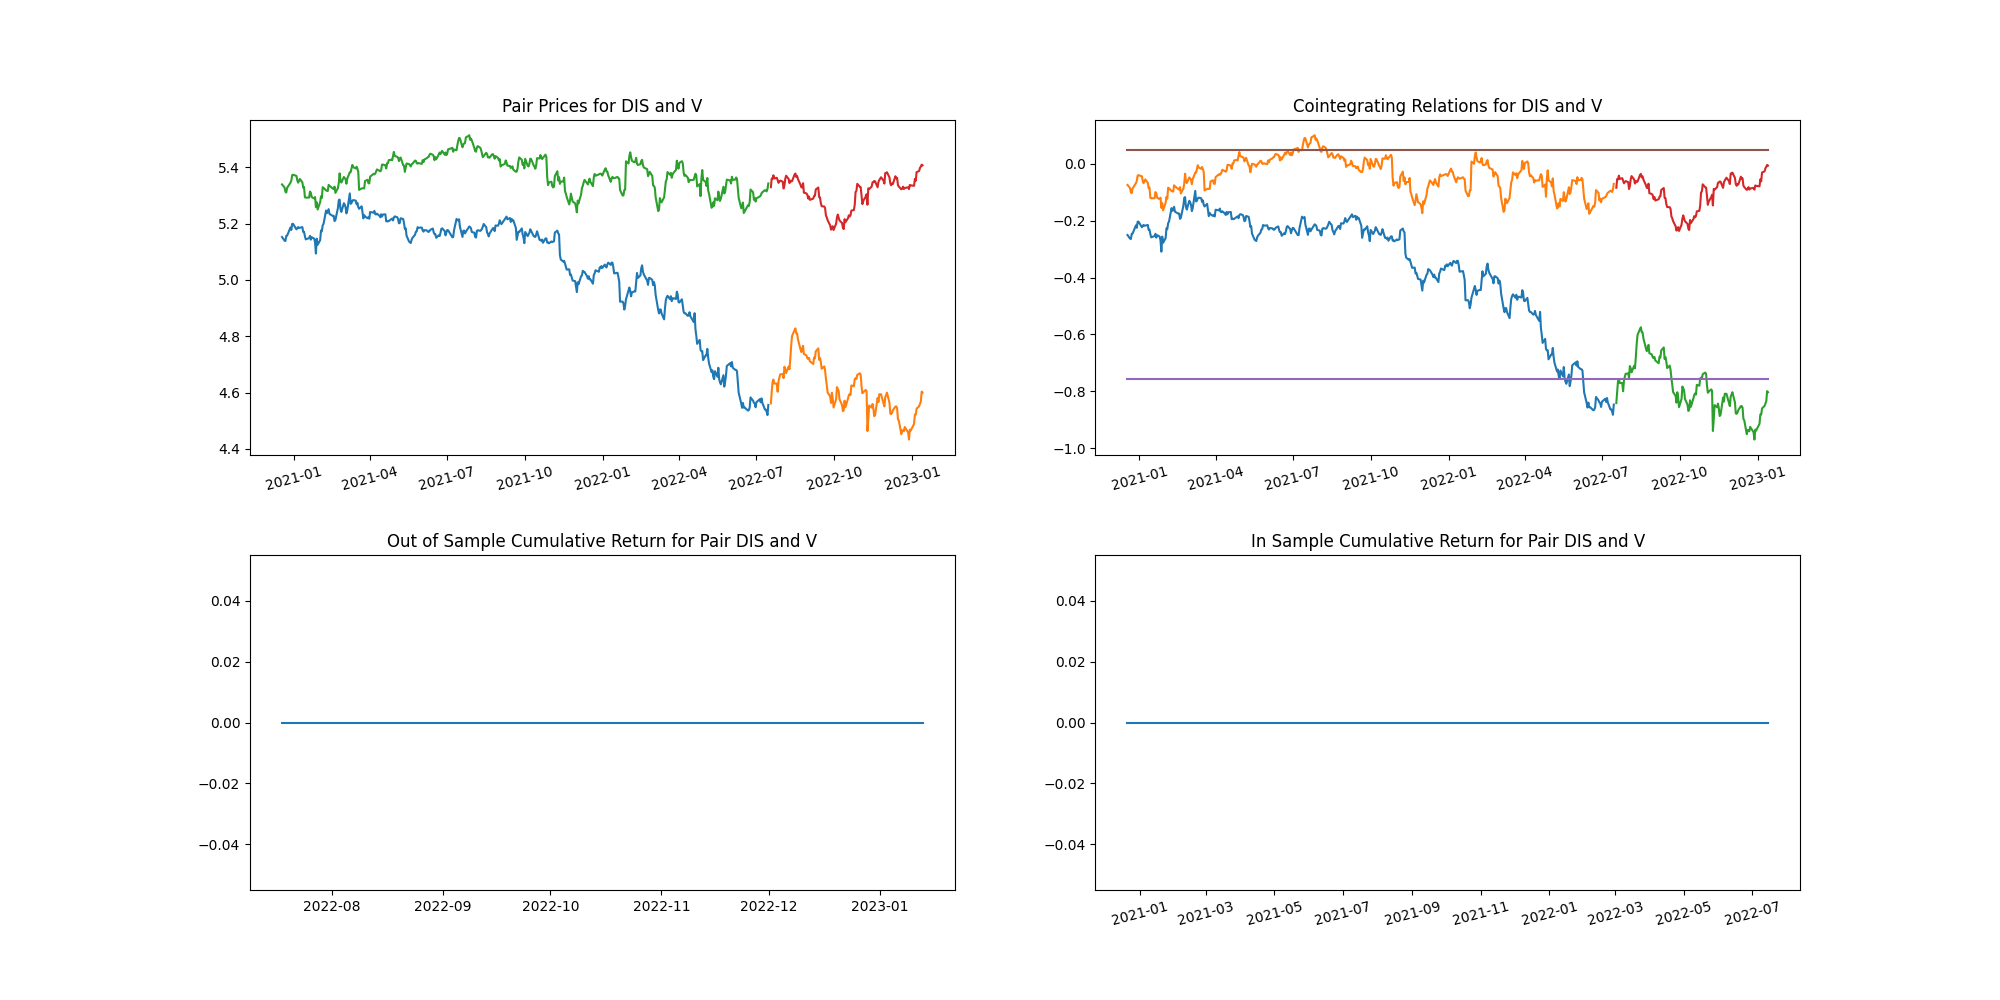 Pair Prices for DIS and V
5.4
5.2
5.0
4.8
4.6
4.4
2021-01 2021-04 2021-07 2021-10 2022-01 2022-04 2022-07 2022-10 2023-01
Cointegrating Relations for DIS and V
0.0
−0.2
−0.4
−0.6
−0.8
−1.0
2021-01 2021-04 2021-07 2021-10 2022-01 2022-04 2022-07 2022-10 2023-01
Out of Sample Cumulative Return for Pair DIS and V
0.04
0.02
0.00
−0.02
−0.04
2022-08 2022-09 2022-10 2022-11 2022-12 2023-01
In Sample Cumulative Return for Pair DIS and V
0.04
0.02
0.00
−0.02
−0.04
2021-01 2021-03 2021-05 2021-07 2021-09 2021-11 2022-01 2022-03 2022-05 2022-07